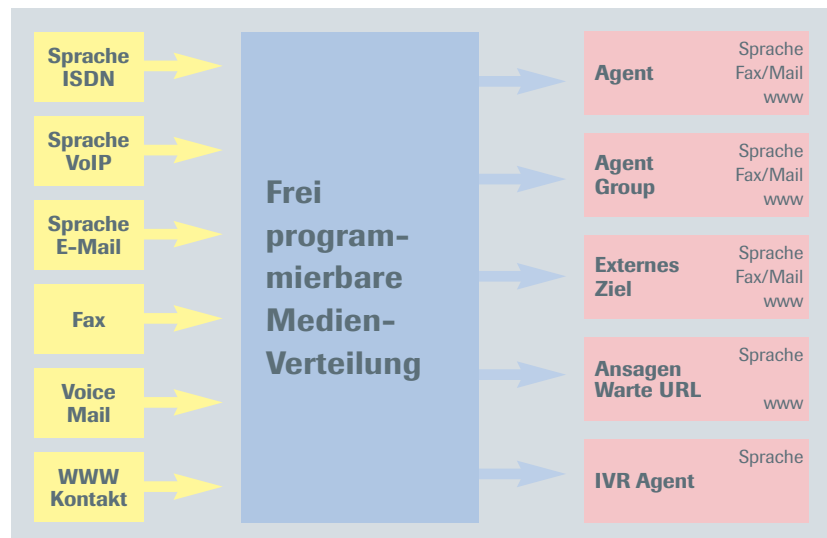 Sprache
ISDN
Sprache
VoIP
Sprache
E-Mail
Fax
Voice
Mail
WWW
Kontakt
Frei
program-
mierbare
Medien-
Verteilung
Agent
Sprache
Fax/Mail
www
Agent
Group
Sprache
Fax/Mail
www
Externes
Ziel
Sprache
Fax/Mail
www
Ansagen
Warte URL
Sprache
www
IVR Agent
Sprache